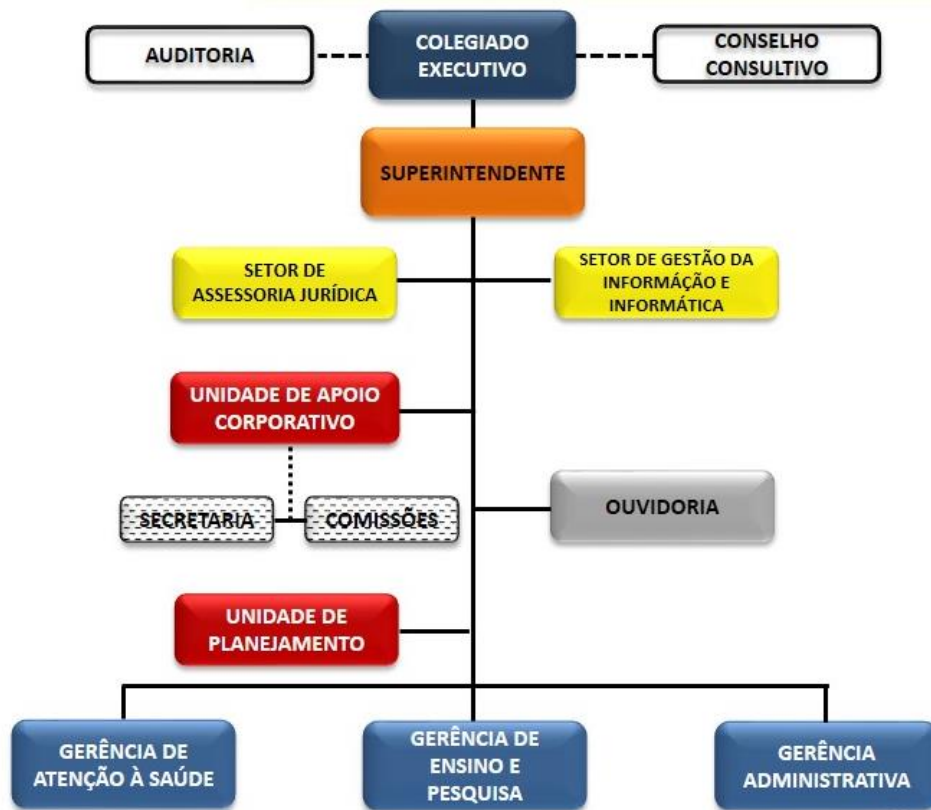 AUDITORIA
COLEGIADO
EXECUTIVO
CONSELHO
CONSULTIVO
SUPERINTENDENTE
SETOR DE
ASSESSORIA JURÍDICA
SETOR DE GESTÃO DA
INFORMÁÇÃO E
INFORMÁTICA
UNIDADE DE APOIO
CORPORATIVO
SECRETARIA
COMISSÕES
OUVIDORIA
UNIDADE DE
PLANEJAMENTO
GERÊNCIA DE
ATENÇÃO À SAÚDE
GERÊNCIA DE
ENSINO E
PESQUISA
GERÊNCIA
ADMINISTRATIVA